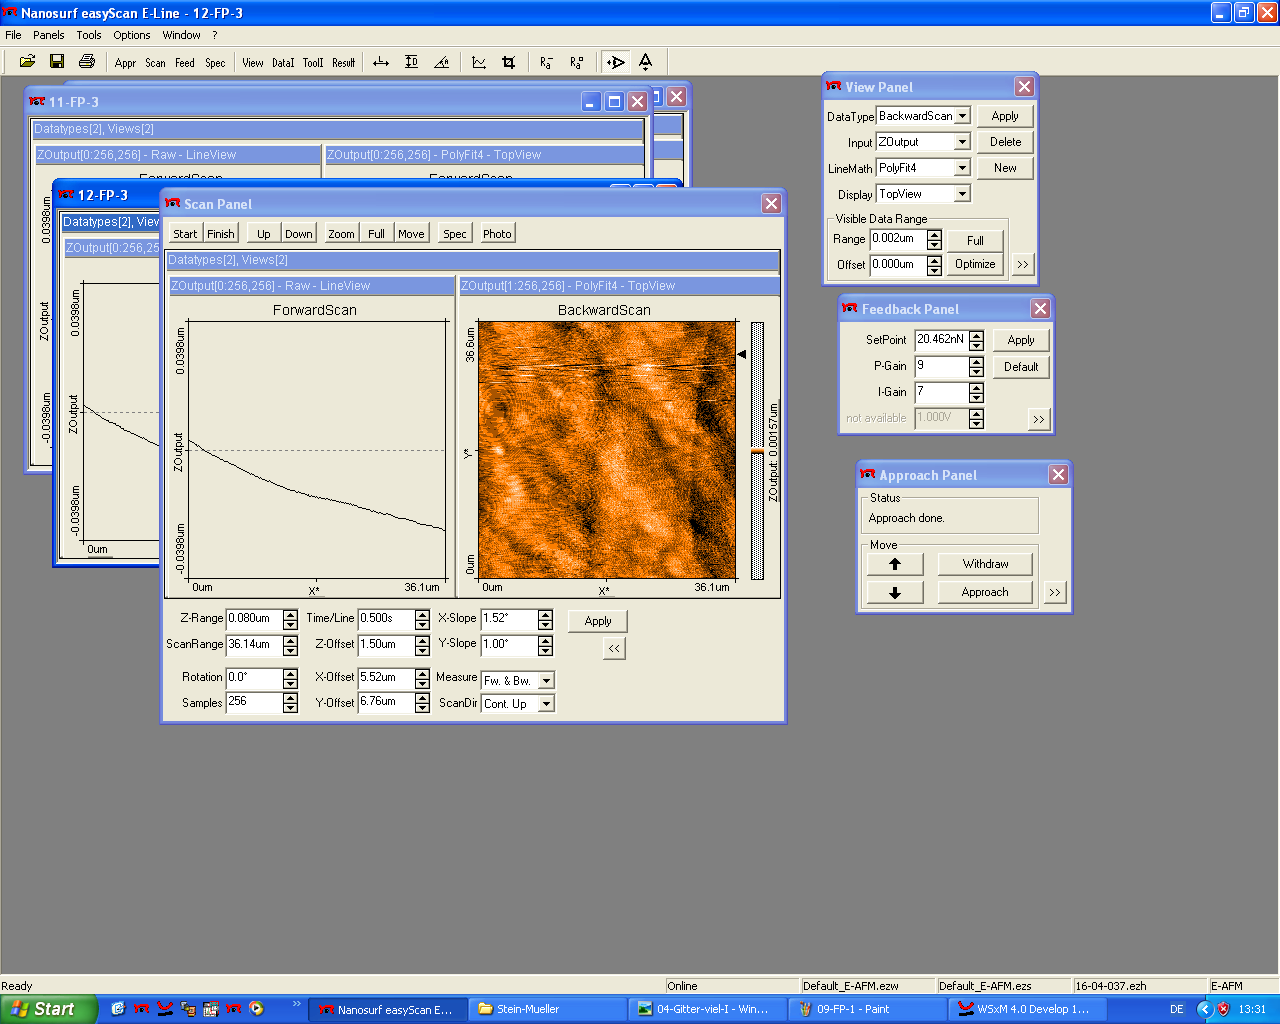 Nanosurf easyScan E-Line - 12-FP-3
File Panels Tools Options Window ?
Appr Scan Feed Spec View DataI ToolI Result
11-FP-3
Datatypes[2], Views[2]
ZOutput[0:256,256] - Raw - LineView
ZOutput[0:256,256] - PolyFit4 - TopView
0.0398um
ZOutput
-0.0398um
12-FP-3
Datatypes[2], View
ZOutput[0:256,25
0.0398um
ZOutput
-0.0398um
0um
Scan Panel
Start Finish Up Down Zoom Full Move Spec Photo
Datatypes[2], Views[2]
ZOutput[0:256,256] - Raw - LineView
ZOutput[1:256,256] - PolyFit4 - TopView
ForwardScan
BackwardScan
0.0398um
ZOutput
-0.0398um
0um X* 36.1um
36.6um
Y*
0um
0um X* 36.1um
ZOutput: 0.00157um
Z-Range 0.080um Time/Line 0.500s X-Slope 1.52° Apply
ScanRange 36.14um Z-Offset 1.50um Y-Slope 1.00° <<
Rotation 0.0° X-Offset 5.52um Measure Fw. & Bw.
Samples 256 Y-Offset 6.76um ScanDir Cont. Up
View Panel
DataType BackwardScan Apply
Input ZOutput Delete
LineMath PolyFit4 New
Display TopView
Visible Data Range
Range 0.002um Full
Offset 0.000um Optimize >>
Feedback Panel
SetPoint 20.462nN Apply
P-Gain 9 Default
I-Gain 7
not available 1.000V >>
Approach Panel
Status
Approach done.
Move
Withdraw
Approach >>
Ready Online Default_E-AFM.ezw Default_E-AFM.ezs 16-04-037.ezh E-AFM
Start » Nanosurf easyScan E... Stein-Mueller 04-Gitter-viel-I - Win... 09-FP-1 - Paint WSxM 4.0 Develop 1... DE 13:31